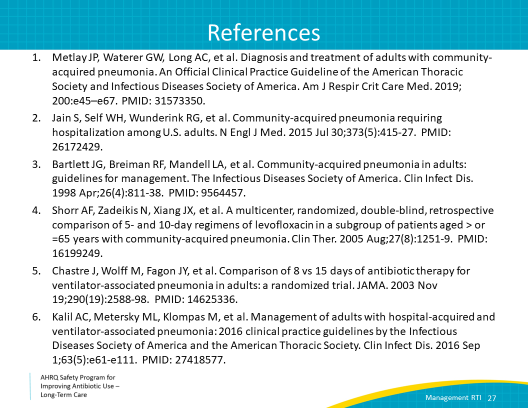 References
1. Metlay JP, Waterer GW, Long AC, et al. Diagnosis and treatment of adults with community-
acquired pneumonia. An Official Clinical Practice Guideline of the American Thoracic
Society and Infectious Diseases Society of America. Am J Respir Crit Care Med. 2019;
200:e45–e67. PMID: 31573350.
2. Jain S, Self WH, Wunderink RG, et al. Community-acquired pneumonia requiring
hospitalization among U.S. adults. N Engl J Med. 2015 Jul 30;373(5):415-27. PMID:
26172429.
3. Bartlett JG, Breiman RF, Mandell LA, et al. Community-acquired pneumonia in adults:
guidelines for management. The Infectious Diseases Society of America. Clin Infect Dis.
1998 Apr;26(4):811-38. PMID: 9564457.
4. Shorr AF, Zadeikis N, Xiang JX, et al. A multicenter, randomized, double-blind, retrospective
comparison of 5- and 10-day regimens of levofloxacin in a subgroup of patients aged > or
=65 years with community-acquired pneumonia. Clin Ther. 2005 Aug;27(8):1251-9. PMID:
16199249.
5. Chastre J, Wolff M, Fagon JY, et al. Comparison of 8 vs 15 days of antibiotic therapy for
ventilator-associated pneumonia in adults: a randomized trial. JAMA. 2003 Nov
19;290(19):2588-98. PMID: 14625336.
6. Kalil AC, Metersky ML, Klompas M, et al. Management of adults with hospital-acquired and
ventilator-associated pneumonia: 2016 clinical practice guidelines by the Infectious
Diseases Society of America and the American Thoracic Society. Clin Infect Dis. 2016 Sep
1;63(5):e61-e111. PMID: 27418577.
AHRQ Safety Program for
Improving Antibiotic Use –
Long-Term Care
Management RTI 27